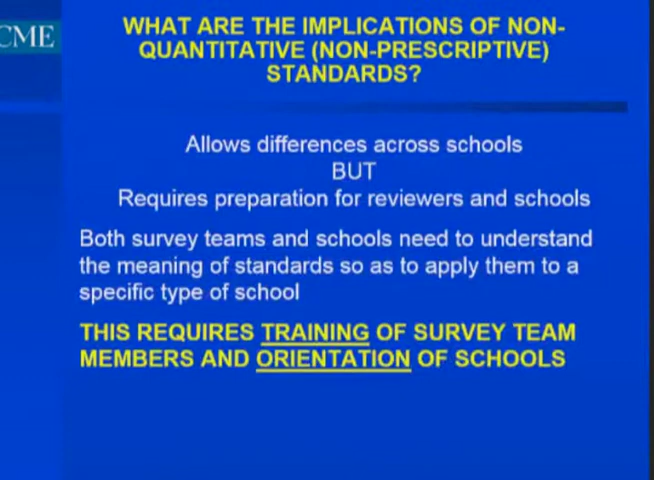 CME
WHAT ARE THE IMPLICATIONS OF NON-
QUANTITATIVE (NON-PRESCRIPTIVE)
STANDARDS?
Allows differences across schools
BUT
Requires preparation for reviewers and schools
Both survey teams and schools need to understand
the meaning of standards so as to apply them to a
specific type of school
THIS REQUIRES TRAINING OF SURVEY TEAM
MEMBERS AND ORIENTATION OF SCHOOLS